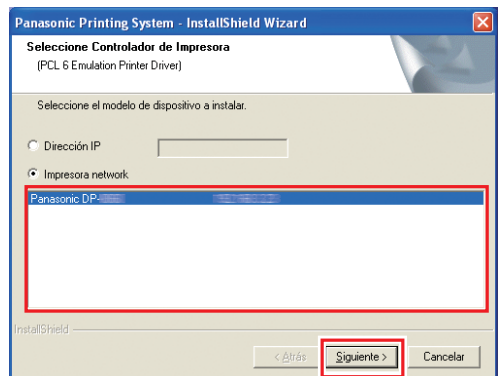 Panasonic Printing System - InstallShield Wizard
Seleccione Controlador de Impresora
(PCL 6 Emulation Printer Driver)
Seleccione el modelo de dispositivo a instalar.
Dirección IP
Impresora network
Panasonic DP-
InstallShield
< Atrás Siguiente > Cancelar